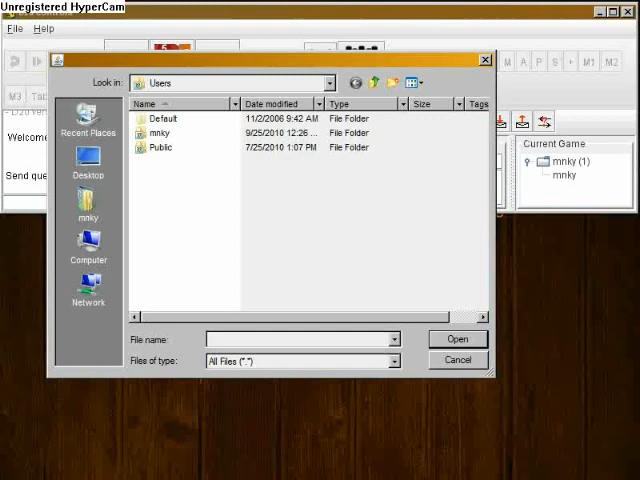 Unregistered HyperCam
File Help
M A P S + M1 M2
M3
Welcome
Send que
Current Game
mnky (1)
mnky
Look in: Users
Name Date modified Type Size Tags
Default 11/2/2006 9:42 AM File Folder
mnky 9/25/2010 12:26 ... File Folder
Public 7/25/2010 1:07 PM File Folder
Recent Places
Desktop
mnky
Computer
Network
File name:
Open
Files of type: All Files (*.*)
Cancel